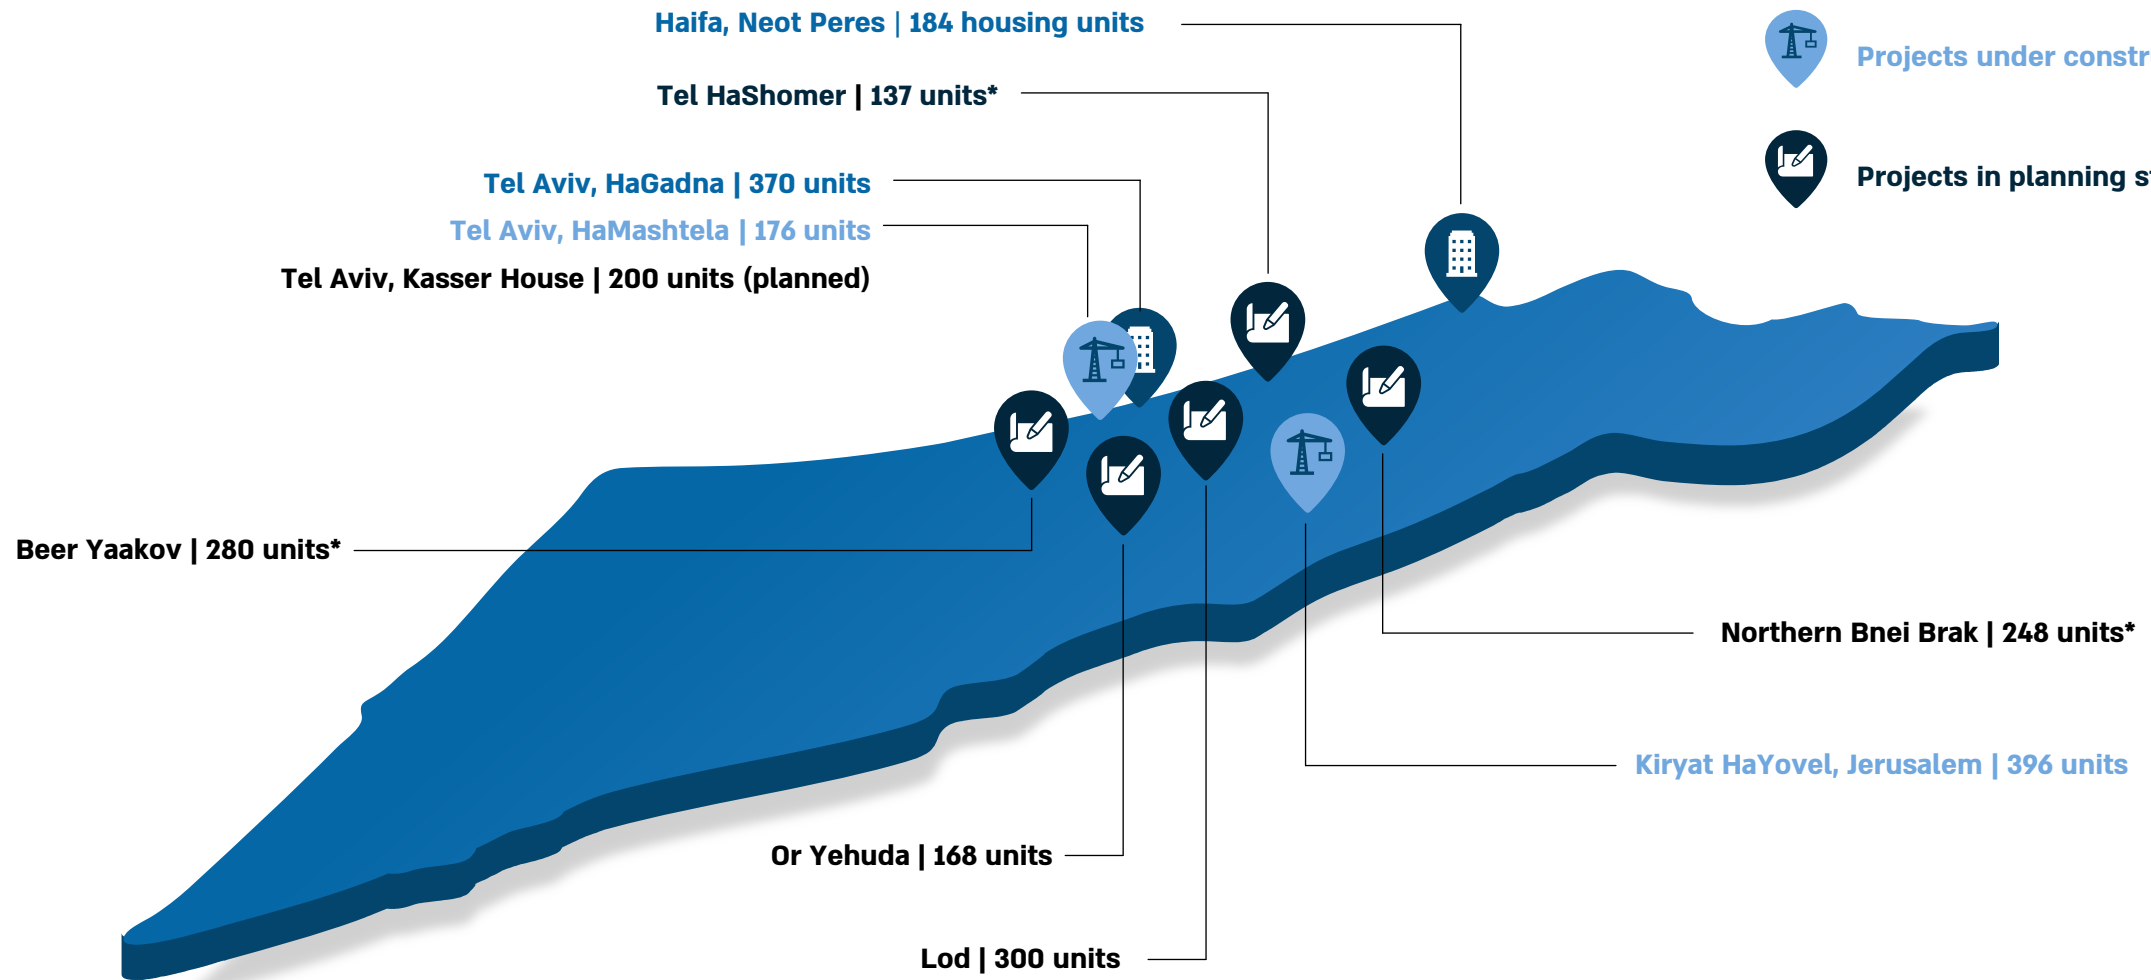 Haifa, Neot Peres | 184 housing units
Projects under constr
Tel HaShomer | 137 units*
Projects in planning
Tel Aviv, HaGadna | 370 units
Tel Aviv, HaMashtela | 176 units
Tel Aviv, Kasser House | 200 units (planned)
Beer Yaakov | 280 units*
Northern Bnei Brak | 248 units*
Kiryat HaYovel, Jerusalem | 396 units
Or Yehuda | 168 units
Lod | 300 units